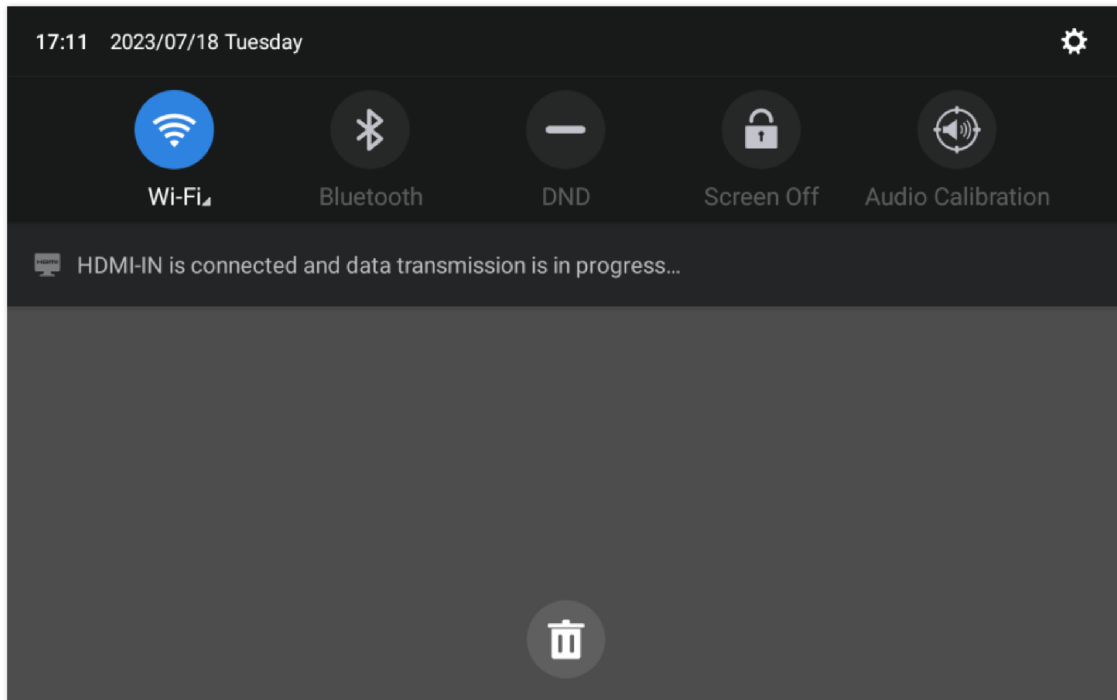 17:11 2023/07/18 Tuesday
Wi-Fi Bluetooth DND Screen Off Audio Calibration
HDMI-IN is connected and data transmission is in progress...